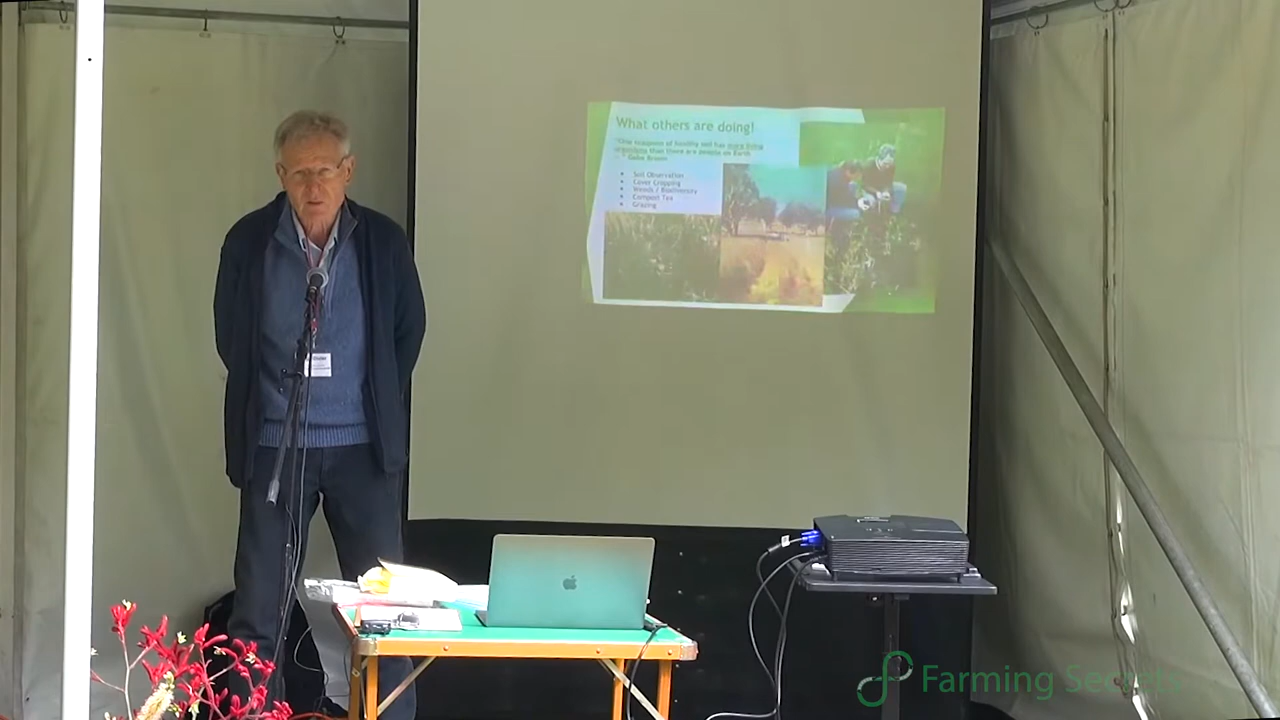 What others are doing!
"One teaspoon of healthy soil has more living
organisms than there are people on Earth
." Gabe Brown
• Soil Observation
• Cover Cropping
• Weeds / Biodiversity
• Compost Tea
• Grazing
Farming Secrets